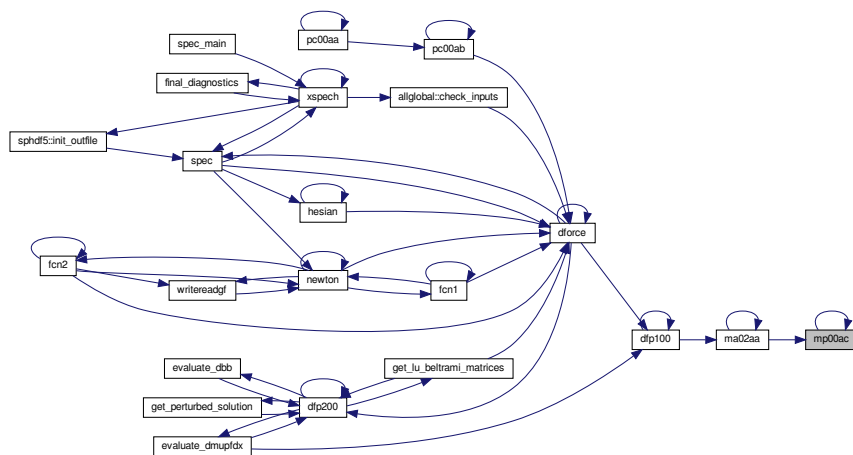 pc00aa
pc00ab
spec_main
final_diagnostics
xspech
allglobal::check_inputs
sphdf5::init_outfile
spec
hesian
dforce
fcn2
newton
writereadgf
fcn1
dfp100
ma02aa
mp00ac
evaluate_dbb
get_lu_beltrami_matrices
get_perturbed_solution
dfp200
evaluate_dmupfdx